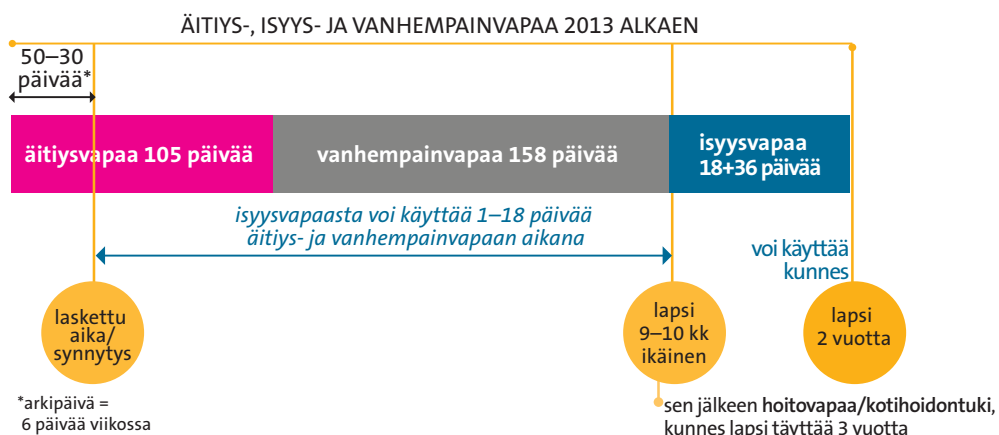 ÄITIYS-, ISYYS- JA VANHEMPAINVAPAA 2013 ALKAEN
50–30
päivää*
äitiysvapaa 105 päivää
vanhempainvapaa 158 päivää
isyysvapaa
18+36 päivää
isyysvapaasta voi käyttää 1–18 päivää
äitiys- ja vanhempainvapaan aikana
voi käyttää
kunnes
laskettu
aika/
synnytys
lapsi
9–10 kk
ikäinen
lapsi
2 vuotta
*arkipäivä =
6 päivää viikossa
sen jälkeen hoitovapaa/kotihoidontuki,
kunnes lapsi täyttää 3 vuotta